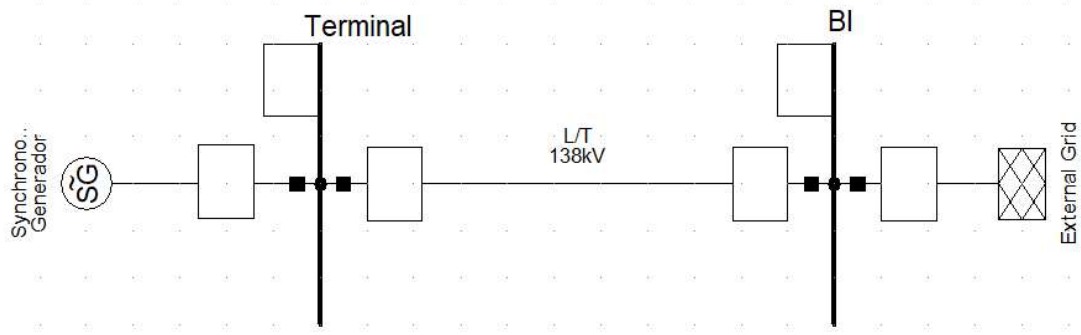 Terminal
BI
L/T
138kV
Synchrono..
Generador
SG
~
External Grid